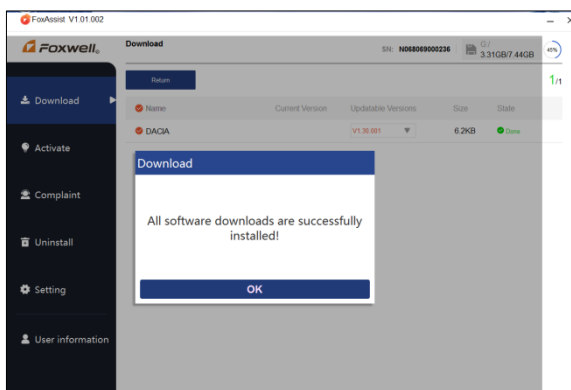 FoxAssist V1.01.002
FOXWELL®
Download
SN: N068069000236
G:/
3.31GB/7.44GB
45%
Return
1/1
Download
Name
Current Version
Updatable Versions
Size
State
DACIA
V1.30.001
6.2KB
Done
Activate
Download
Complaint
All software downloads are successfully
installed!
Uninstall
OK
Setting
User information